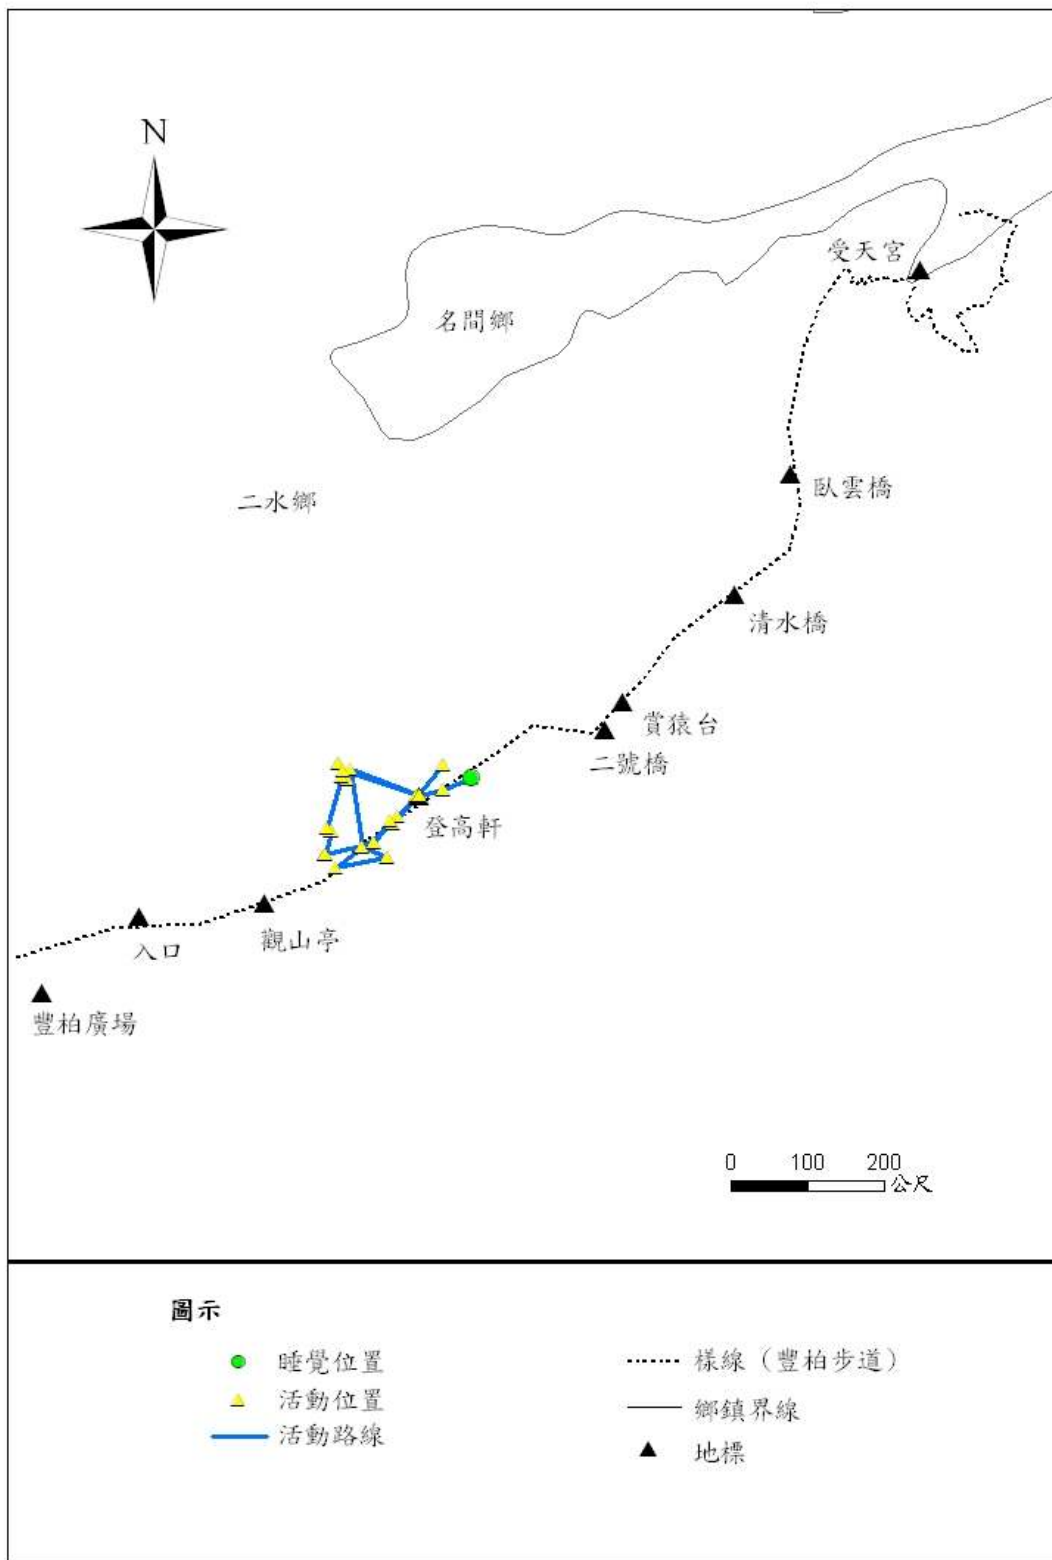 N
受天宮
名間鄉
臥雲橋
二水鄉
清水橋
賞猿台
二號橋
登高軒
觀山亭
入口
豐柏廣場
0 100 200
公尺
圖示
睡覺位置
樣線（豐柏步道）
活動位置
鄉鎮界線
活動路線
地標